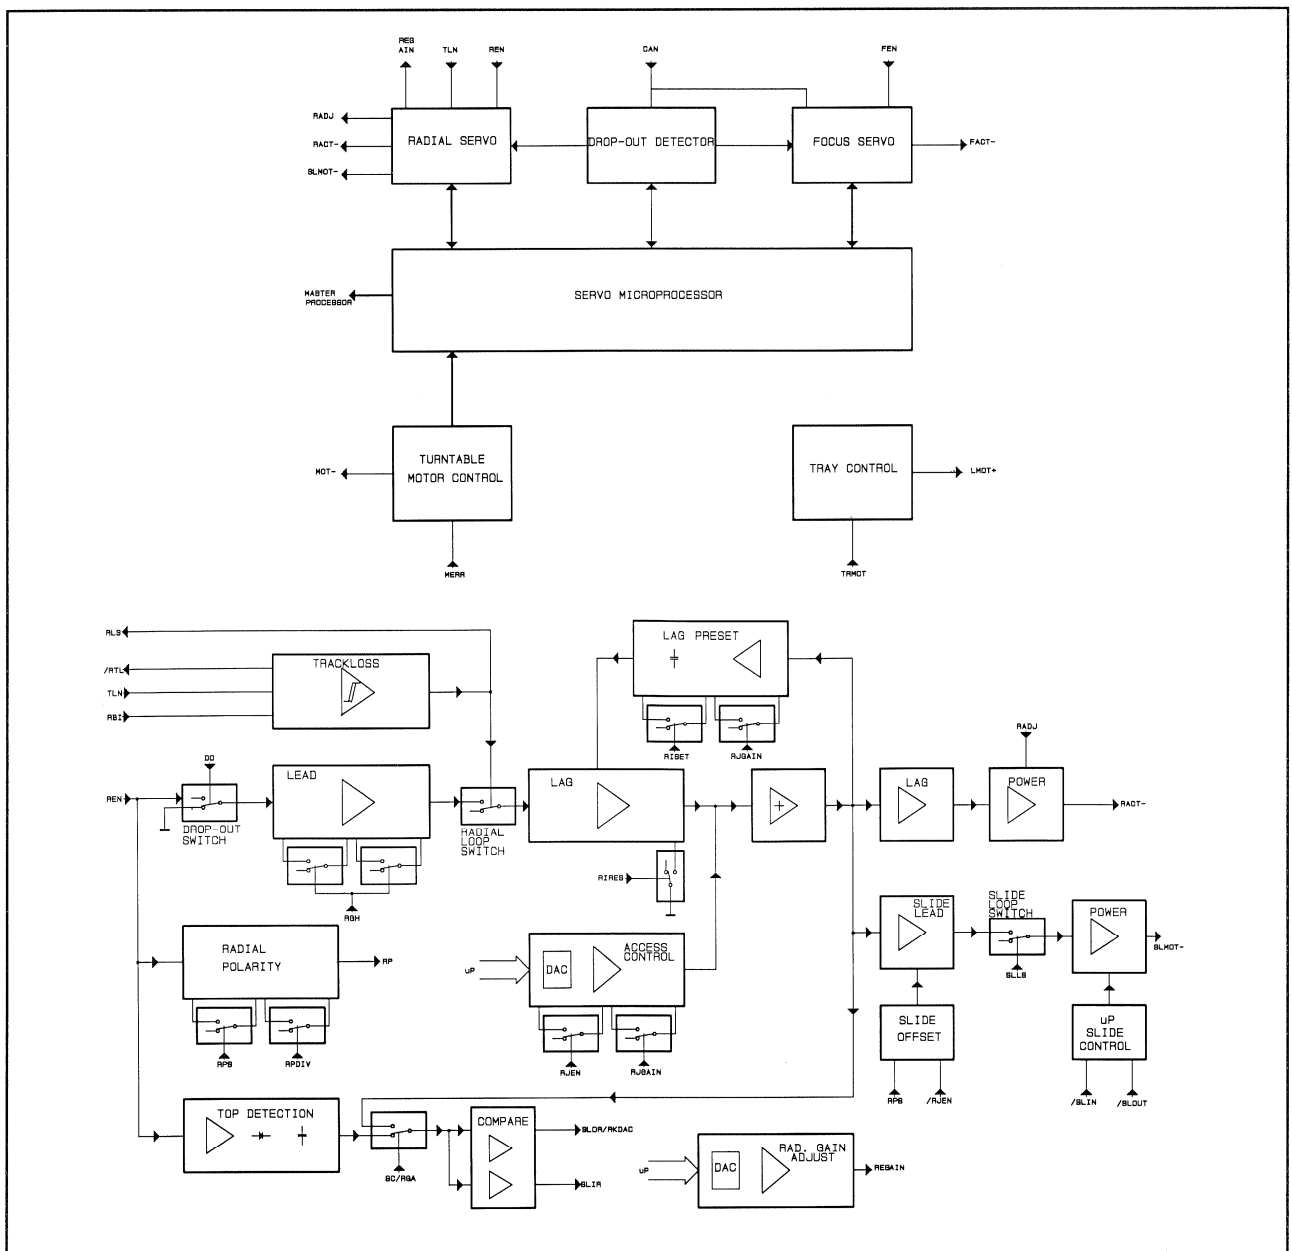 REG
AIN
TLN
REN
CAN
FEN
RADJ
RADIAL SERVO
DROP-OUT DETECTOR
FOCUS SERVO
RACT-
FACT-
SLMOT-
MASTER
PROCESSOR
SERVO MICROPROCESSOR
TURNTABLE
MOTOR CONTROL
MOT-
TRAY CONTROL
LMOT+
MERR
TRMOT
RLS
LAG PRESET
/RTL
TRACKLOSS
TLN
RBI
RISET
RJGAIN
RADJ
DO
LEAD
LAG
LAG
POWER
REN
RACT-
DROP-OUT
SWITCH
RADIAL
LOOP
SWITCH
RIRES
RGH
SLIDE
LEAD
SLIDE
LOOP
SWITCH
POWER
SLMOT-
RADIAL
POLARITY
RP
uP
DAC
ACCESS
CONTROL
SLLS
RPS
RPDIV
RJEN
RJGAIN
SLIDE
OFFSET
uP
SLIDE
CONTROL
RPS
/RJEN
/SLIN
/SLOUT
TOP DETECTION
COMPARE
SLOR/RKDAC
SC/RGA
SLIR
uP
DAC
RAD. GAIN
ADJUST
REGAIN